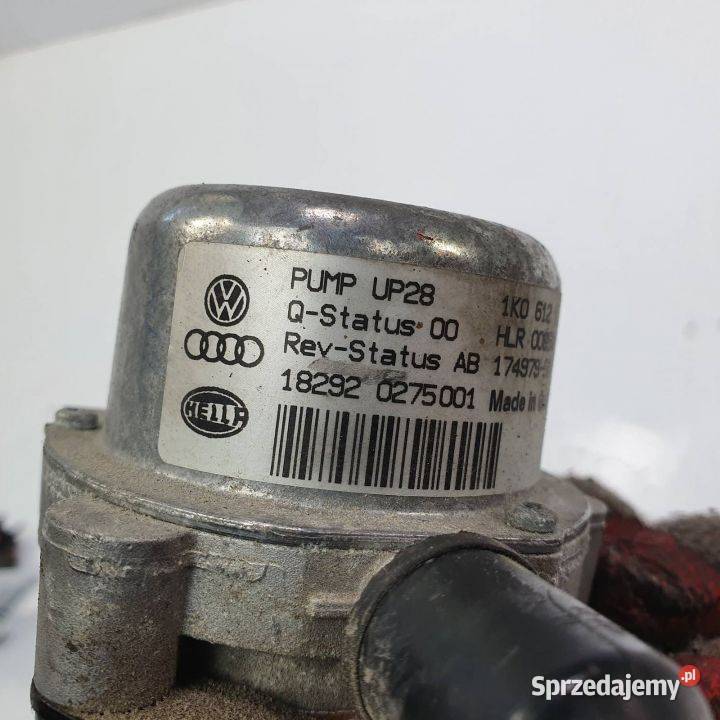 PUMP UP28 1K0 612
Q-Status 00 HLR
Rev-Status AB
18292 0275001 Made in
HELLA
Sprzedajemy.pl